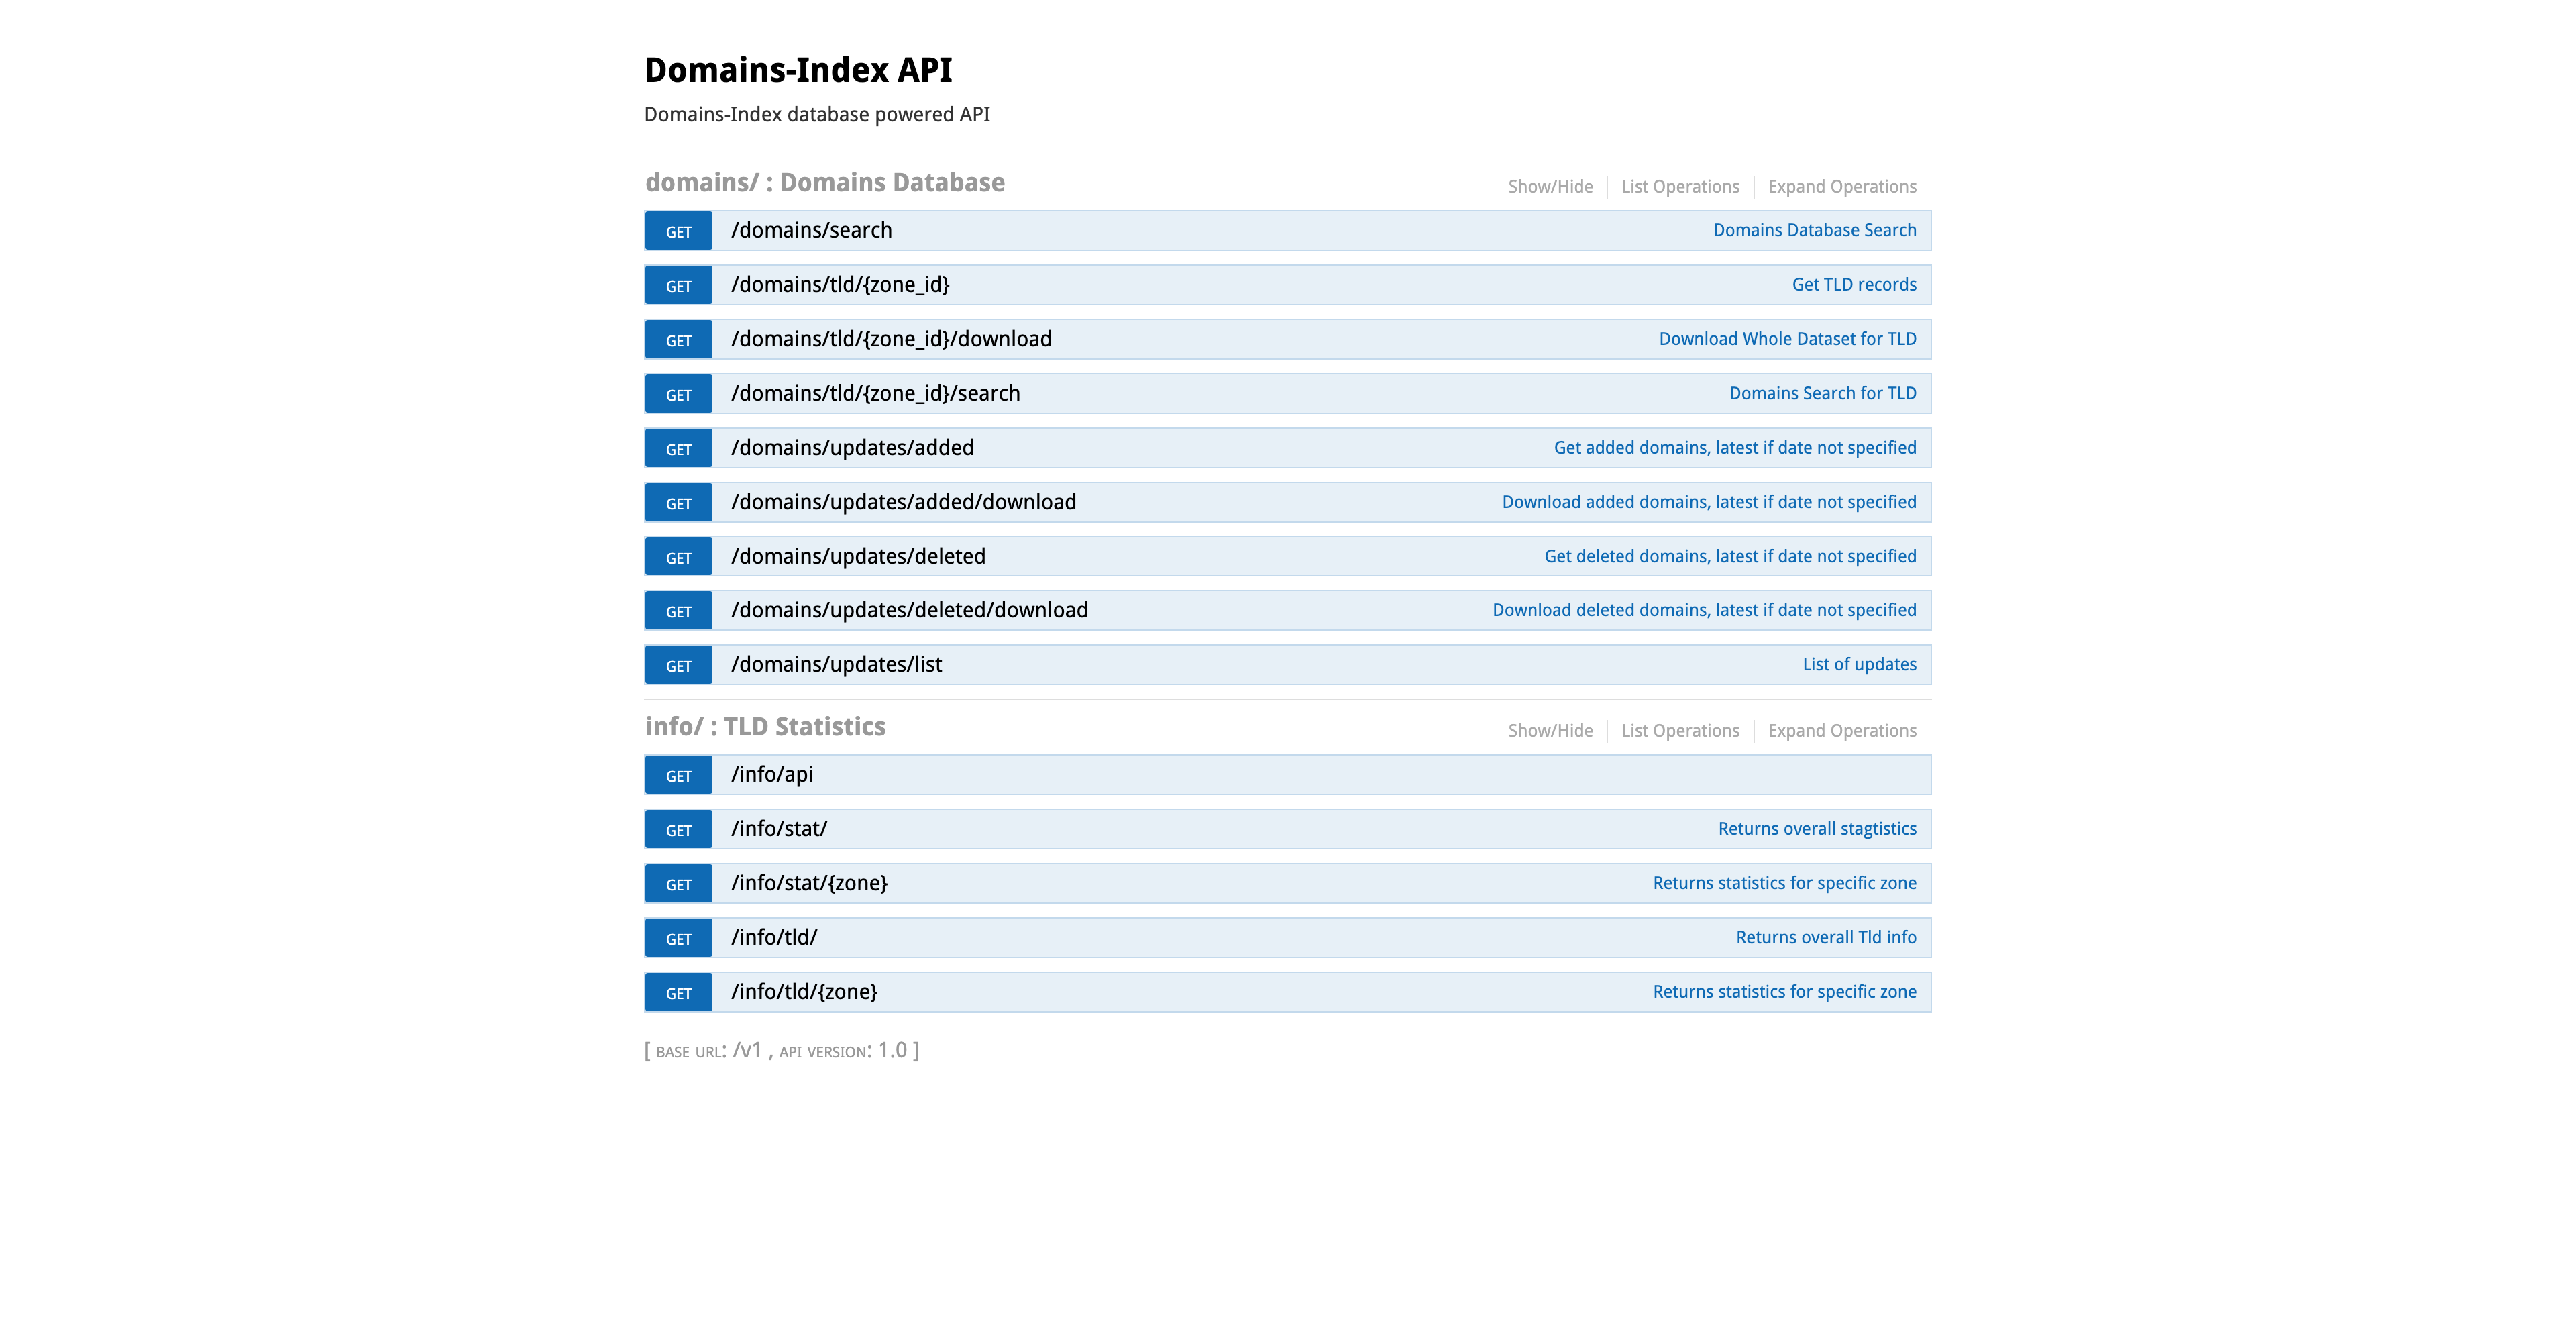 Domains-Index API
Domains-Index database powered API
domains/ : Domains Database Show/Hide List Operations Expand Operations
GET /domains/search Domains Database Search
GET /domains/tld/{zone_id} Get TLD records
GET /domains/tld/{zone_id}/download Download Whole Dataset for TLD
GET /domains/tld/{zone_id}/search Domains Search for TLD
GET /domains/updates/added Get added domains, latest if date not specified
GET /domains/updates/added/download Download added domains, latest if date not specified
GET /domains/updates/deleted Get deleted domains, latest if date not specified
GET /domains/updates/deleted/download Download deleted domains, latest if date not specified
GET /domains/updates/list List of updates
info/ : TLD Statistics Show/Hide List Operations Expand Operations
GET /info/api
GET /info/stat/ Returns overall stagtistics
GET /info/stat/{zone} Returns statistics for specific zone
GET /info/tld/ Returns overall Tld info
GET /info/tld/{zone} Returns statistics for specific zone
[ BASE URL: /v1 , API VERSION: 1.0 ]